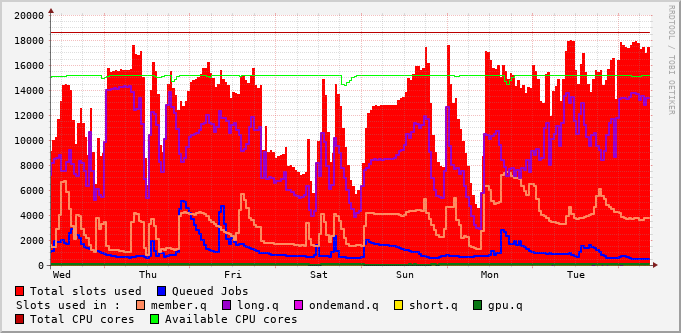 20000
18000
16000
14000
12000
10000
8000
6000
4000
2000
0
Wed Thu Fri Sat Sun Mon Tue
Total slots used Queued Jobs
Slots used in : member.q long.q ondemand.q short.q gpu.q
Total CPU cores Available CPU cores
RRDTOOL / TOBI OETIKER